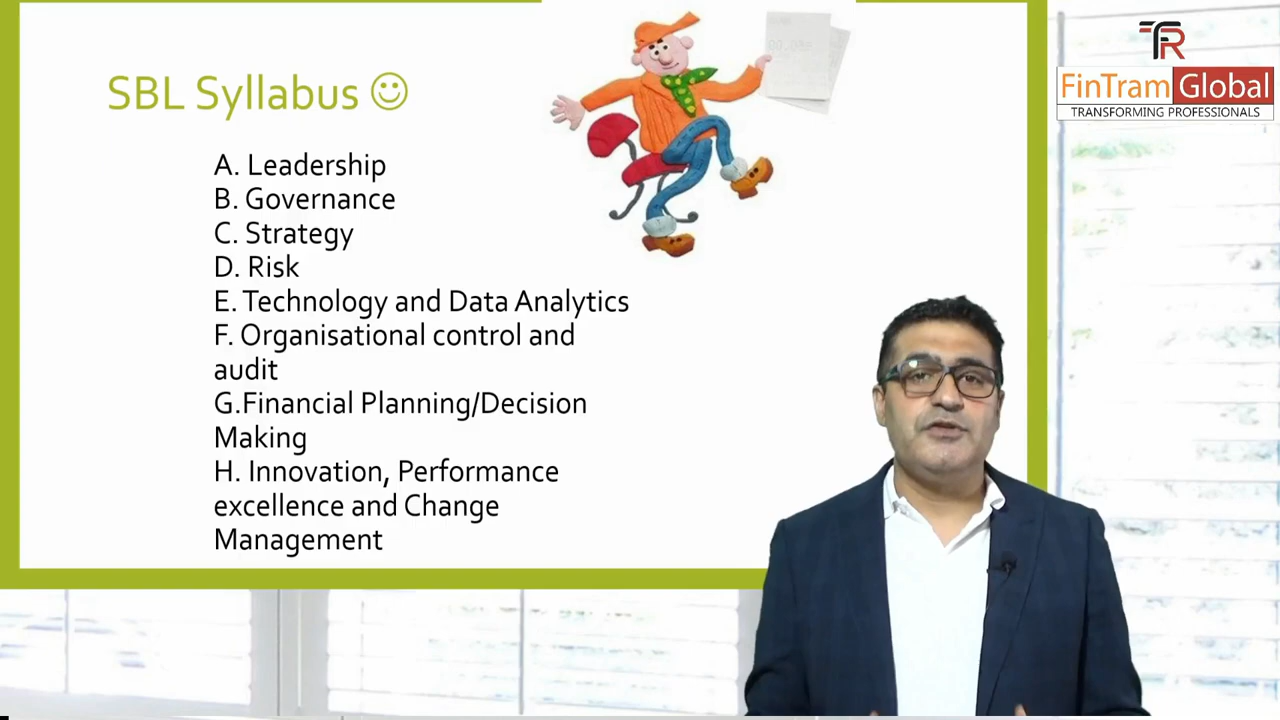 SBL Syllabus
A. Leadership
B. Governance
C. Strategy
D. Risk
E. Technology and Data Analytics
F. Organisational control and
audit
G.Financial Planning/Decision
Making
H. Innovation, Performance
excellence and Change
Management
FinTram Global
TRANSFORMING PROFESSIONALS